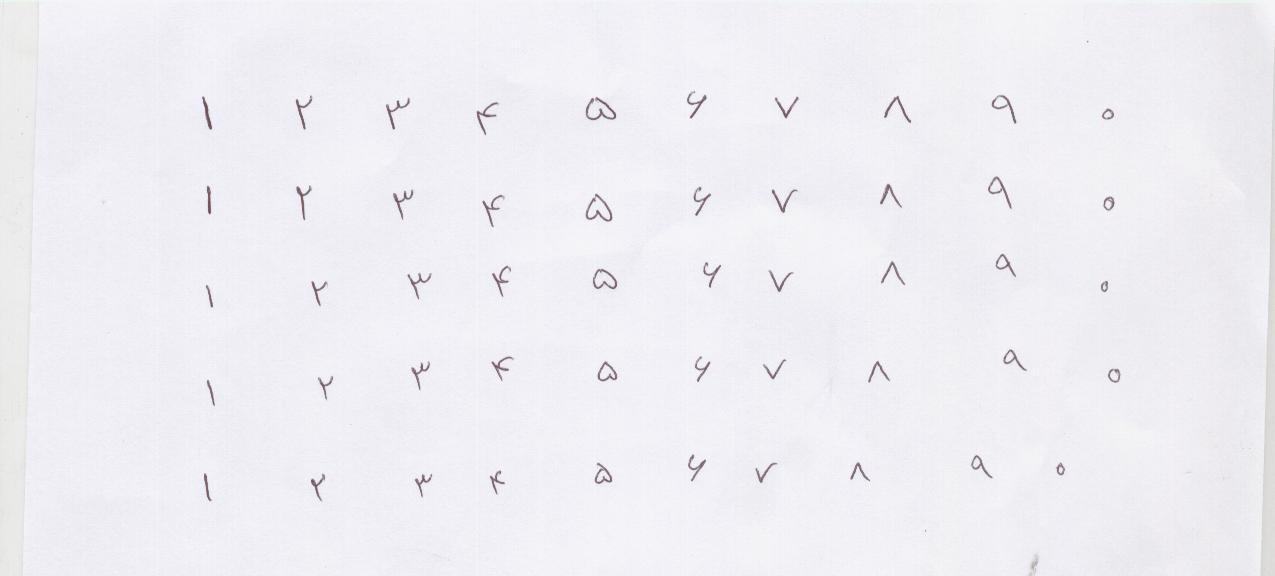 ۱ ۲ ۳ ۴ ۵ ۶ ۷ ۸ ۹ ۰
۱ ۲ ۳ ۴ ۵ ۶ ۷ ۸ ۹ ۰
۱ ۲ ۳ ۴ ۵ ۶ ۷ ۸ ۹ ۰
۱ ۲ ۳ ۴ ۵ ۶ ۷ ۸ ۹ ۰
۱ ۲ ۳ ۴ ۵ ۶ ۷ ۸ ۹ ۰